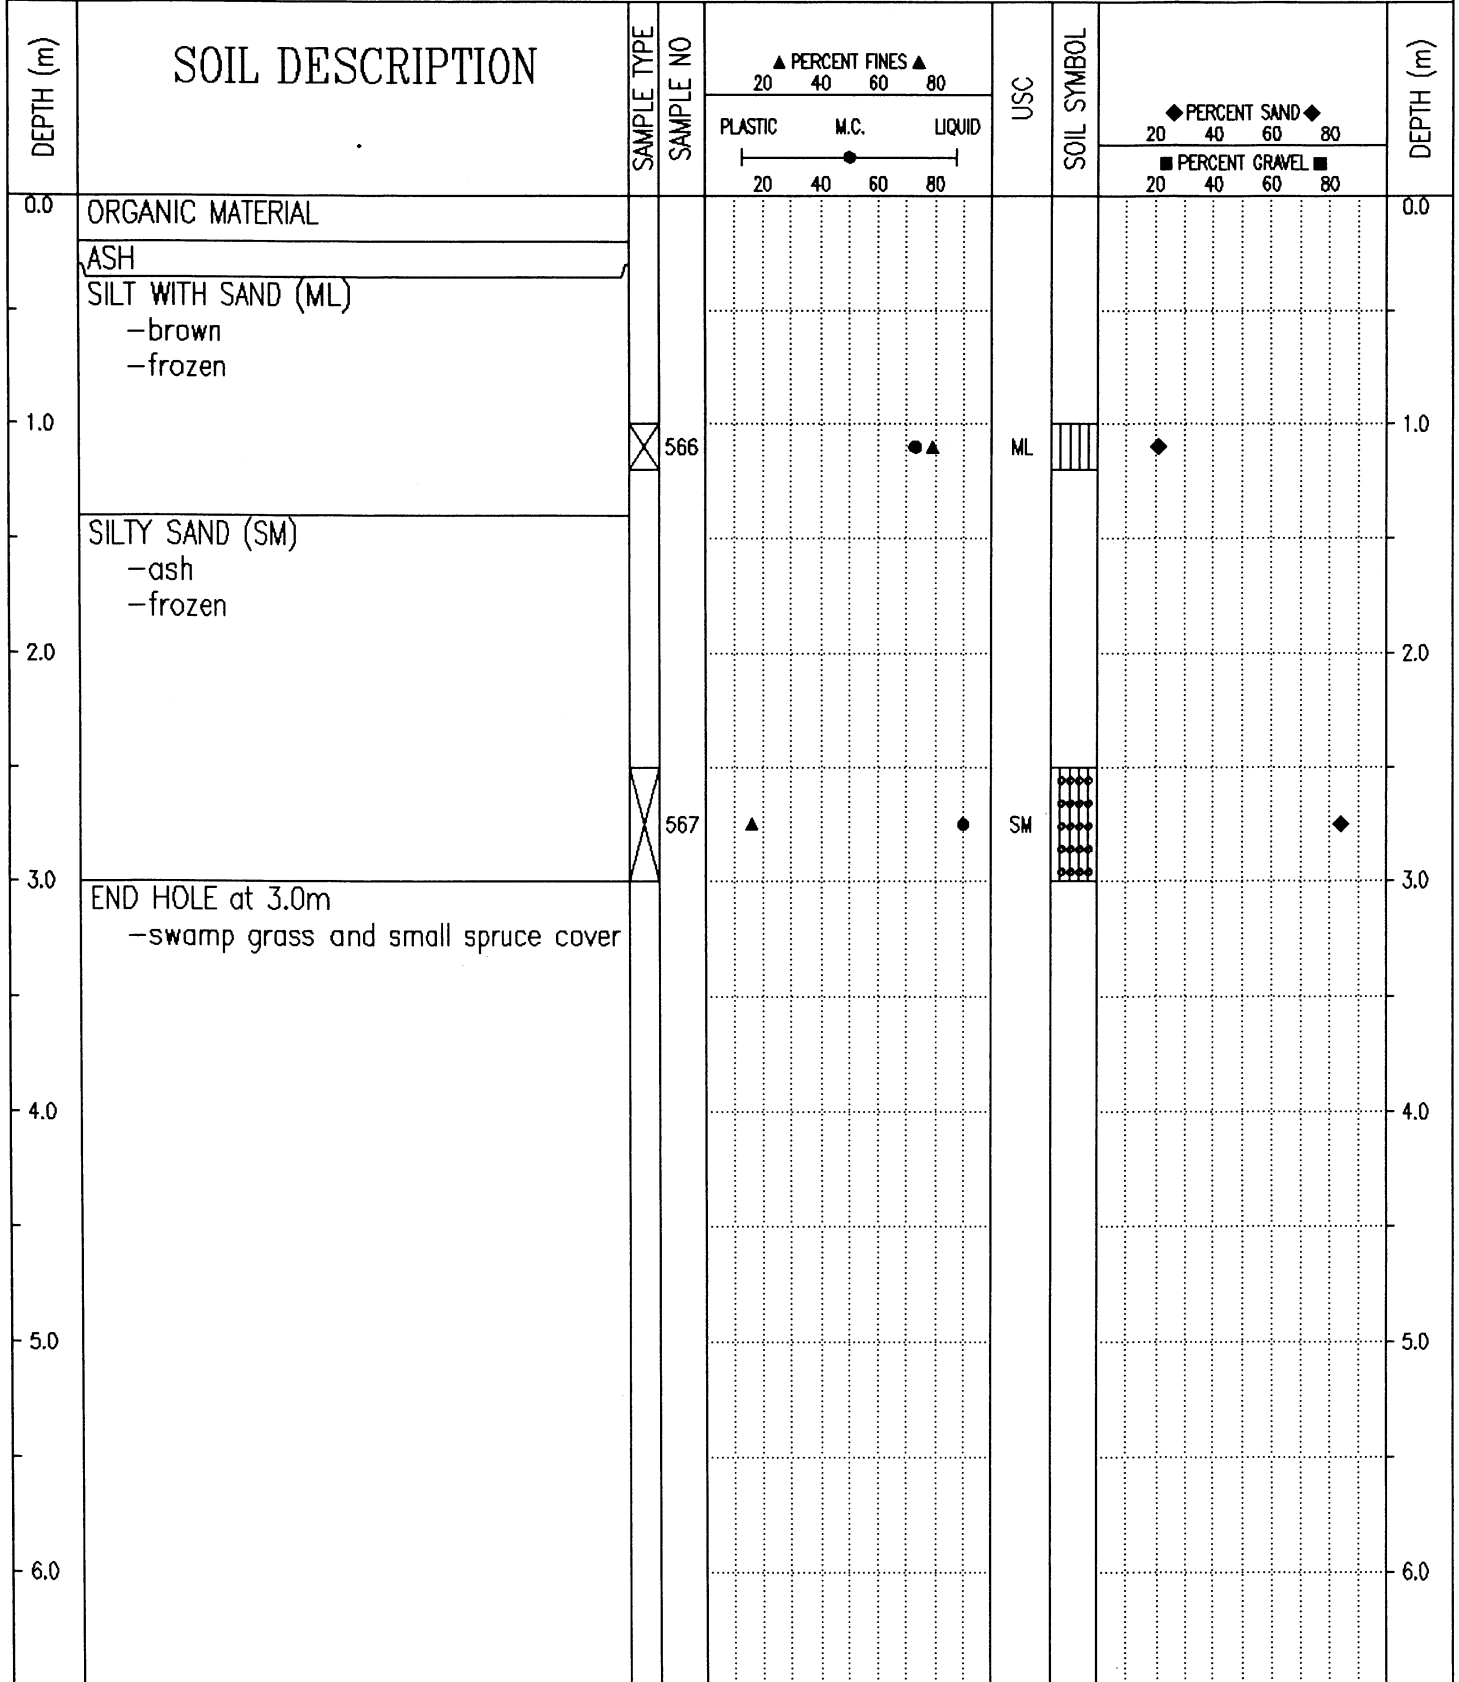 DEPTH (m)
SOIL DESCRIPTION
SAMPLE TYPE
SAMPLE NO
▲ PERCENT FINES ▲
20 40 60 80
PLASTIC M.C. LIQUID
20 40 60 80
USC
SOIL SYMBOL
◆ PERCENT SAND ◆
20 40 60 80
■ PERCENT GRAVEL ■
20 40 60 80
DEPTH (m)
0.0 ORGANIC MATERIAL 0.0
ASH
SILT WITH SAND (ML)
-brown
-frozen
1.0 1.0
566 ML
SILTY SAND (SM)
-ash
-frozen
2.0 2.0
567 SM
3.0 3.0
END HOLE at 3.0m
-swamp grass and small spruce cover
4.0 4.0
5.0 5.0
6.0 6.0